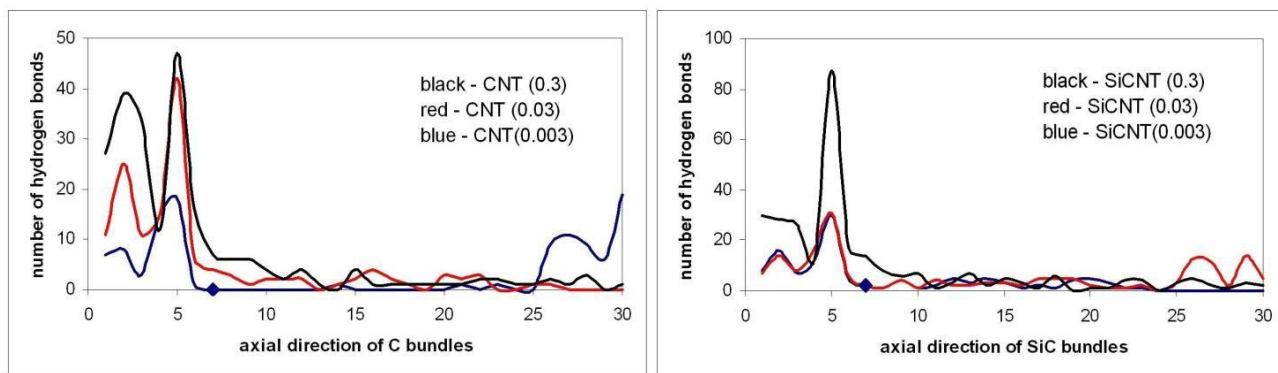 number of hydrogen bonds
50
40
30
20
10
0
black - CNT (0.3)
red - CNT (0.03)
blue - CNT(0.003)
0 5 10 15 20 25 30
axial direction of C bundles
number of hydrogen bonds
100
80
60
40
20
0
black - SiCNT (0.3)
red - SiCNT (0.03)
blue - SiCNT(0.003)
0 5 10 15 20 25 30
axial direction of SiC bundles